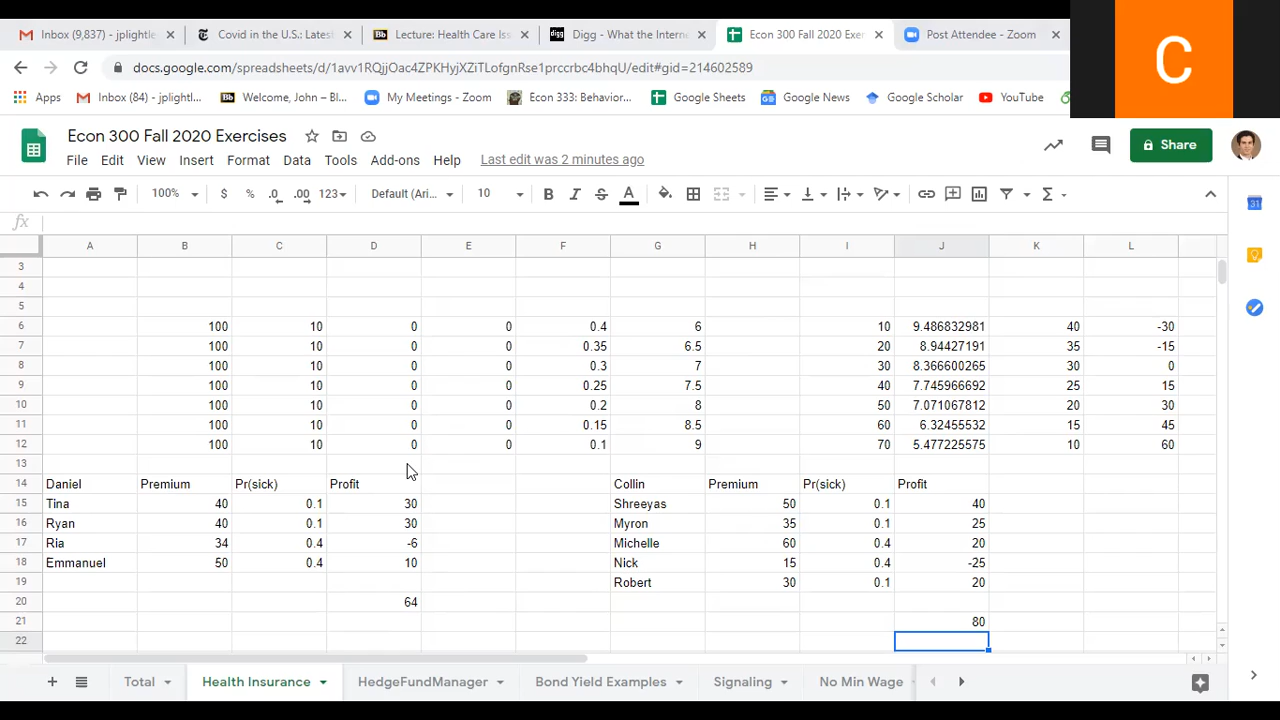 Inbox (9,837) – jplightle
Covid in the U.S.: Latest
Lecture: Health Care Iss
Digg - What the Interne
Econ 300 Fall 2020 Exer
Post Attendee - Zoom
C
docs.google.com/spreadsheets/d/1avv1RQjjOac4ZPKHyjXZiTLofgnRse1prccrbc4bhqU/edit#gid=214602589
Apps
Inbox (84) – jplightl...
Welcome, John – Bl...
My Meetings - Zoom
Econ 333: Behavior...
Google Sheets
Google News
Google Scholar
YouTube
Econ 300 Fall 2020 Exercises
File Edit View Insert Format Data Tools Add-ons Help Last edit was 2 minutes ago
Share
100% $ % .0 .00 123 Default (Ari... 10 B I S A
fx
A B C D E F G H I J K L
3
4
5
6 100 10 0 0 0.4 6 10 9.486832981 40 -30
7 100 10 0 0 0.35 6.5 20 8.94427191 35 -15
8 100 10 0 0 0.3 7 30 8.366600265 30 0
9 100 10 0 0 0.25 7.5 40 7.745966692 25 15
10 100 10 0 0 0.2 8 50 7.071067812 20 30
11 100 10 0 0 0.15 8.5 60 6.32455532 15 45
12 100 10 0 0 0.1 9 70 5.477225575 10 60
13
14 Daniel Premium Pr(sick) Profit Collin Premium Pr(sick) Profit
15 Tina 40 0.1 30 Shreeyas 50 0.1 40
16 Ryan 40 0.1 30 Myron 35 0.1 25
17 Ria 34 0.4 -6 Michelle 60 0.4 20
18 Emmanuel 50 0.4 10 Nick 15 0.4 -25
19 Robert 30 0.1 20
20 64
21 80
22
Total Health Insurance HedgeFundManager Bond Yield Examples Signaling No Min Wage
31